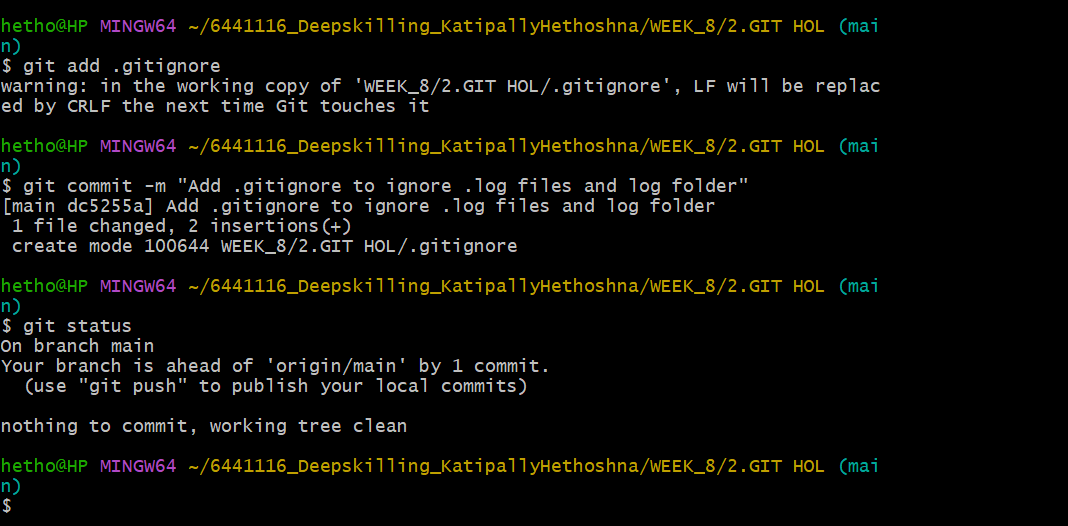 hetho@HP MINGW64 ~/6441116_Deepskilling_KatipallyHethoshna/WEEK_8/2.GIT HOL (mai
n)
$ git add .gitignore
warning: in the working copy of 'WEEK_8/2.GIT HOL/.gitignore', LF will be replac
ed by CRLF the next time Git touches it

hetho@HP MINGW64 ~/6441116_Deepskilling_KatipallyHethoshna/WEEK_8/2.GIT HOL (mai
n)
$ git commit -m "Add .gitignore to ignore .log files and log folder"
[main dc5255a] Add .gitignore to ignore .log files and log folder
 1 file changed, 2 insertions(+)
 create mode 100644 WEEK_8/2.GIT HOL/.gitignore

hetho@HP MINGW64 ~/6441116_Deepskilling_KatipallyHethoshna/WEEK_8/2.GIT HOL (mai
n)
$ git status
On branch main
Your branch is ahead of 'origin/main' by 1 commit.
  (use "git push" to publish your local commits)

nothing to commit, working tree clean

hetho@HP MINGW64 ~/6441116_Deepskilling_KatipallyHethoshna/WEEK_8/2.GIT HOL (mai
n)
$